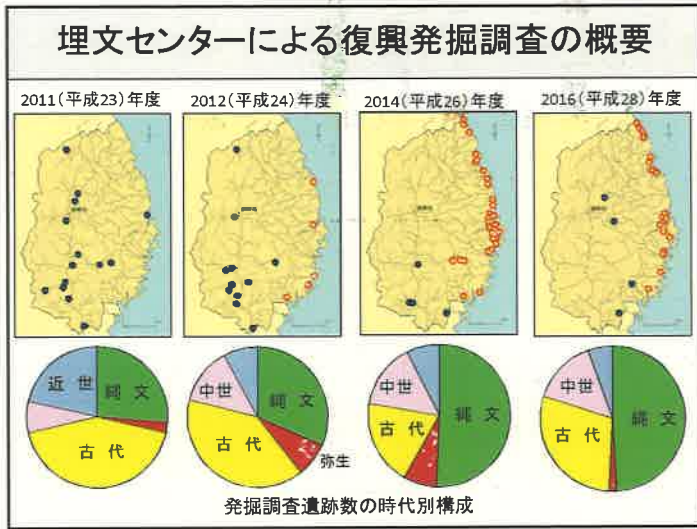 埋文センターによる復興発掘調査の概要
2011(平成23)年度
2012(平成24)年度
2014(平成26)年度
2016(平成28)年度
近世
縄文
古代
中世
縄文
古代
弥生
中世
縄文
古代
中世
縄文
古代
発掘調査遺跡数の時代別構成